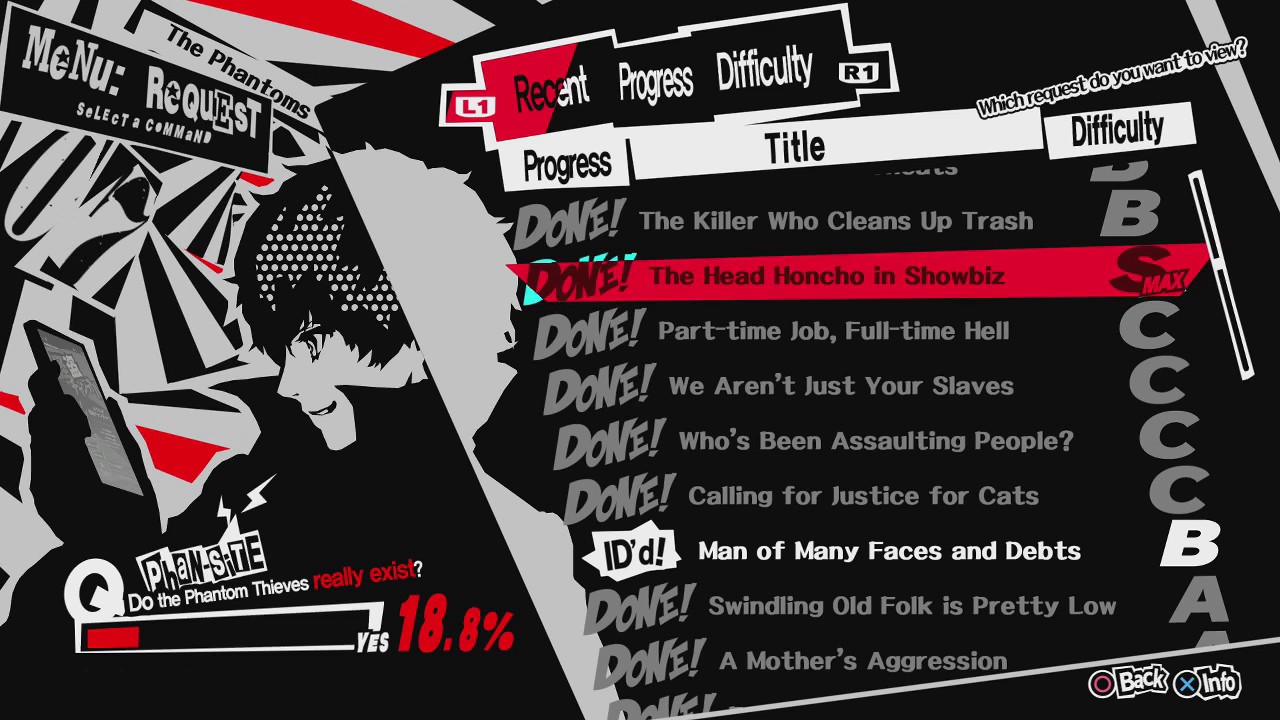 The Phantoms
MeNu: ReQuEST
SeLEcT a CoMMaND
L1 Recent Progress Difficulty R1
Which request do you want to view?
Progress Title Difficulty
B
DONE! The Killer Who Cleans Up Trash B
DONE! The Head Honcho in Showbiz S MAX
DONE! Part-time Job, Full-time Hell C
DONE! We Aren't Just Your Slaves C
DONE! Who's Been Assaulting People? C
DONE! Calling for Justice for Cats C
ID'd! Man of Many Faces and Debts B
DONE! Swindling Old Folk is Pretty Low A
DONE! A Mother's Aggression
PhaN-SiTE
Q Do the Phantom Thieves really exist?
YES 18.8%
Back Info